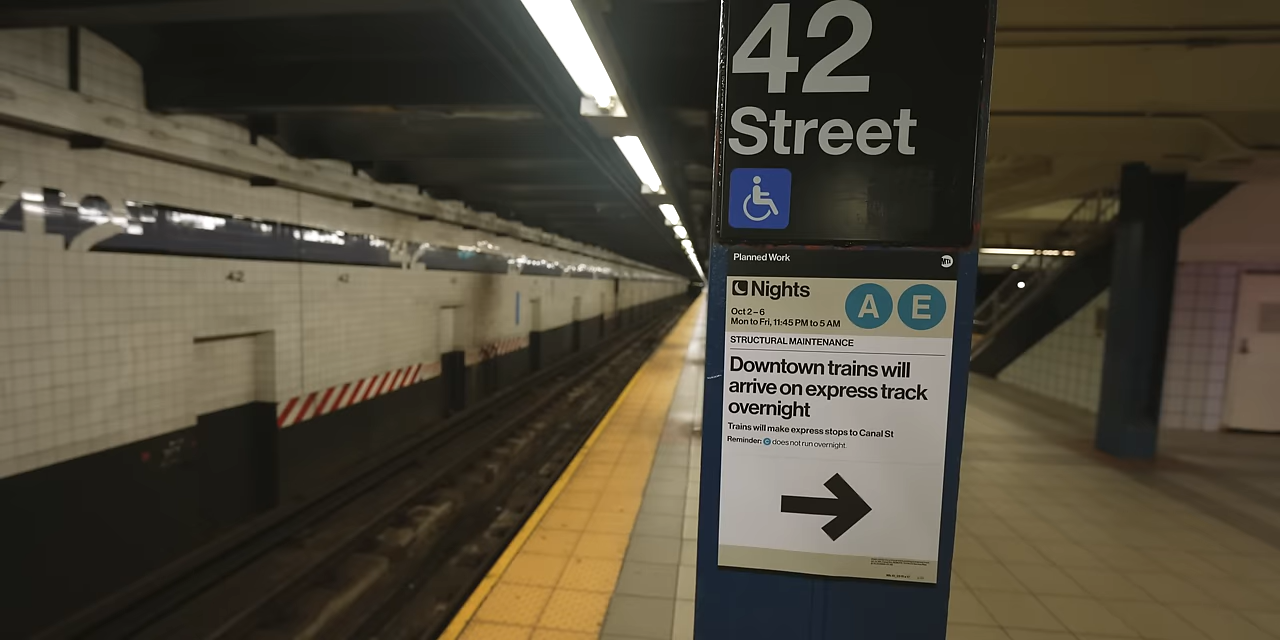 42
Street
Planned Work
MTA
Nights
A E
Oct 2 – 6
Mon to Fri, 11:45 PM to 5 AM
STRUCTURAL MAINTENANCE
Downtown trains will
arrive on express track
overnight
Trains will make express stops to Canal St
Reminder: C does not run overnight.
42
42